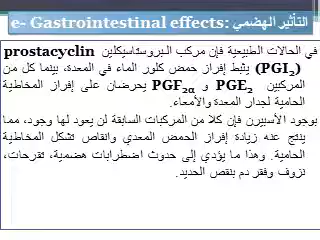 e- Gastrointestinal effects: التأثير الهضمي
في الحالات الطبيعية فإن مركب الـبروستاسيكلين prostacyclin
(PGI₂) يثبط إفراز حمض كلور الماء في المعدة، بينما كل من
المركبين PGE₂ و PGF₂α يحرضان على إفراز المخاطية
الحامية لجدار المعدة والأمعاء.
بوجود الأسبرين فإن كلا من المركبات السابقة لن يعود لها وجود، مما
ينتج عنه زيادة إفراز الحمض المعدي وانقاص تشكل المخاطية
الحامية. وهذا ما يؤدي إلى حدوث اضطرابات هضمية، تقرحات،
نزوف وفقر دم بنقص الحديد.